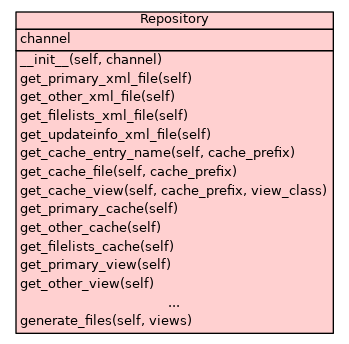 Repository
channel
__init__(self, channel)
get_primary_xml_file(self)
get_other_xml_file(self)
get_filelists_xml_file(self)
get_updateinfo_xml_file(self)
get_cache_entry_name(self, cache_prefix)
get_cache_file(self, cache_prefix)
get_cache_view(self, cache_prefix, view_class)
get_primary_cache(self)
get_other_cache(self)
get_filelists_cache(self)
get_primary_view(self)
get_other_view(self)
...
generate_files(self, views)